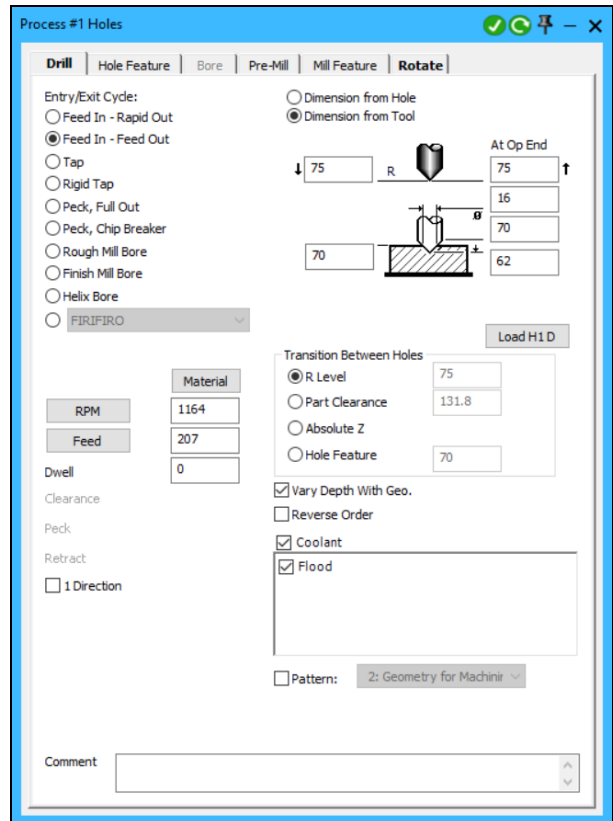 Process #1 Holes
Drill Hole Feature Bore Pre-Mill Mill Feature Rotate
Entry/Exit Cycle:
Feed In - Rapid Out
Feed In - Feed Out
Tap
Rigid Tap
Peck, Full Out
Peck, Chip Breaker
Rough Mill Bore
Finish Mill Bore
Helix Bore
FIRIFIRO
Dimension from Hole
Dimension from Tool
At Op End
75 R 75
16
ø
70
70
62
Load H1 D
Material
RPM 1164
Feed 207
Dwell 0
Clearance
Peck
Retract
1 Direction
Transition Between Holes
R Level 75
Part Clearance 131.8
Absolute Z
Hole Feature 70
Vary Depth With Geo.
Reverse Order
Coolant
Flood
Pattern: 2: Geometry for Machinir
Comment